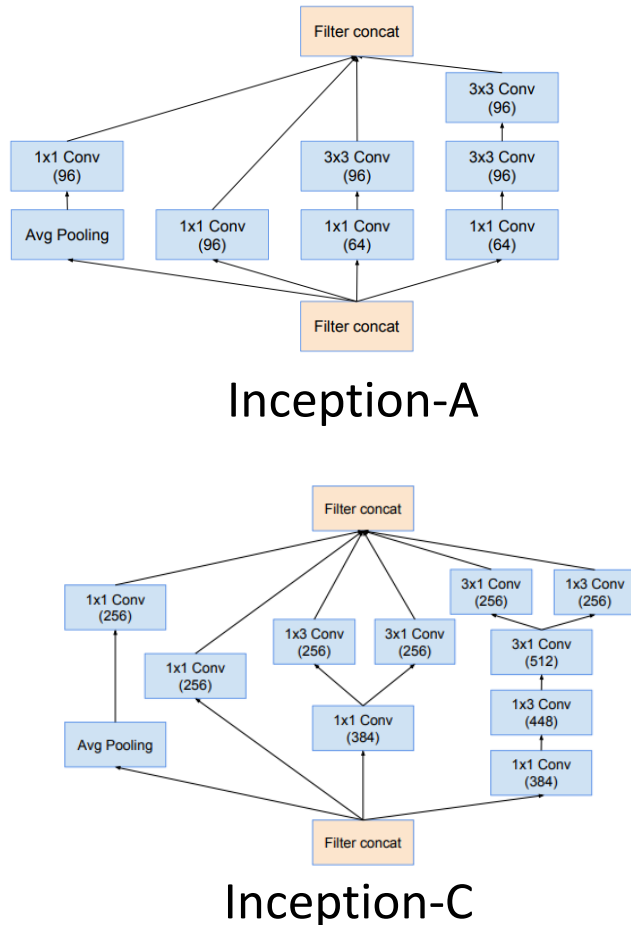 Filter concat
3x3 Conv
(96)
1x1 Conv
(96)
3x3 Conv
(96)
3x3 Conv
(96)
Avg Pooling
1x1 Conv
(96)
1x1 Conv
(64)
1x1 Conv
(64)
Filter concat
Inception-A
Filter concat
1x1 Conv
(256)
3x1 Conv
(256)
1x3 Conv
(256)
1x1 Conv
(256)
1x3 Conv
(256)
3x1 Conv
(256)
3x1 Conv
(512)
Avg Pooling
1x1 Conv
(384)
1x3 Conv
(448)
1x1 Conv
(384)
Filter concat
Inception-C